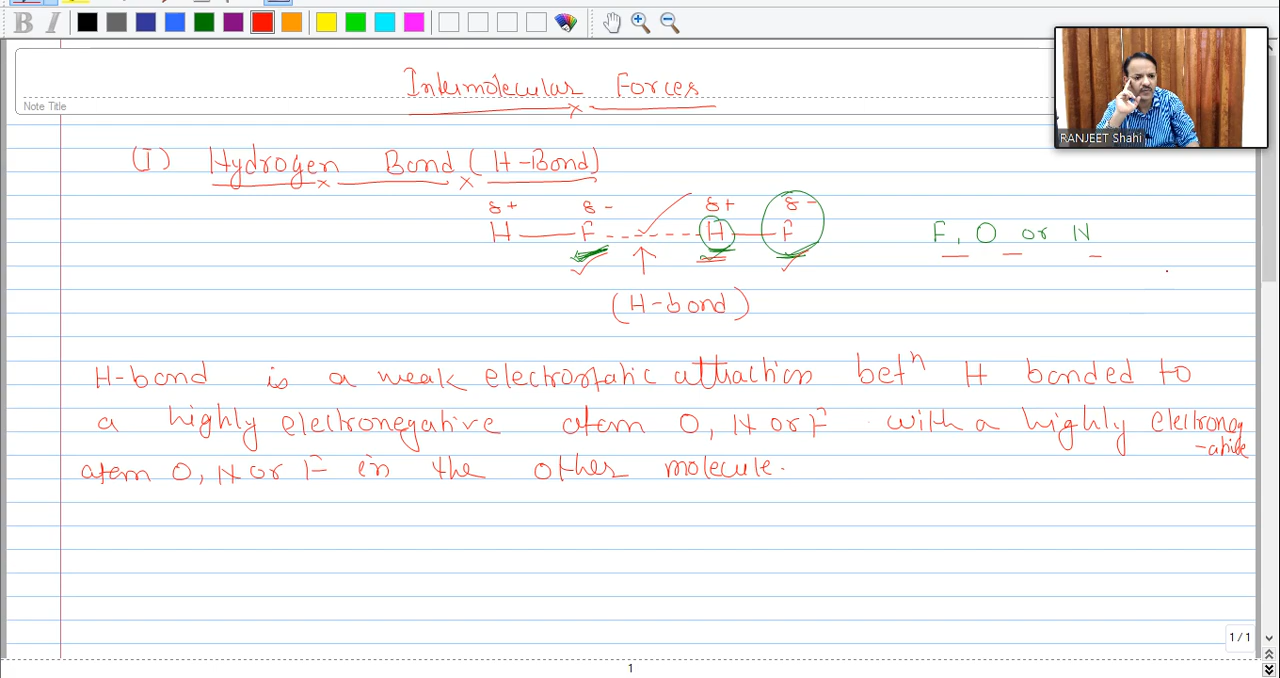 B I
Intermolecular Forces
Note Title
RANJEET Shahi
(I) Hydrogen Bond (H-Bond)
δ+ δ- δ+ δ-
H F H F
F, O or N
(H-bond)
H-bond is a weak electrostatic attraction betⁿ H bonded to
a highly electronegative atom O, N or F with a highly electroneg
-ative
atom O, N or F in the other molecule.
1 / 1
1